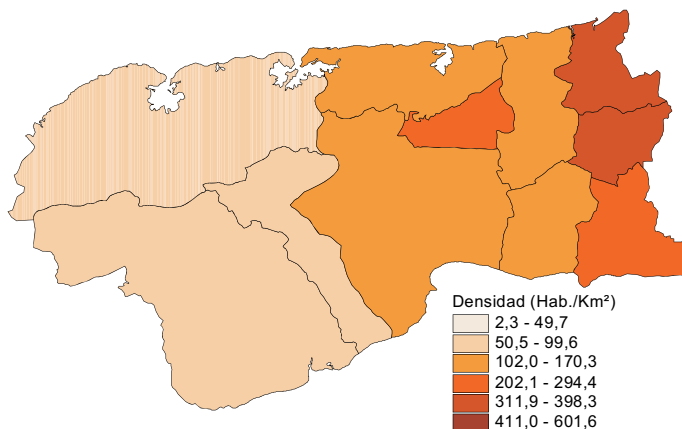 Densidad (Hab./Km²)
2,3 - 49,7
50,5 - 99,6
102,0 - 170,3
202,1 - 294,4
311,9 - 398,3
411,0 - 601,6